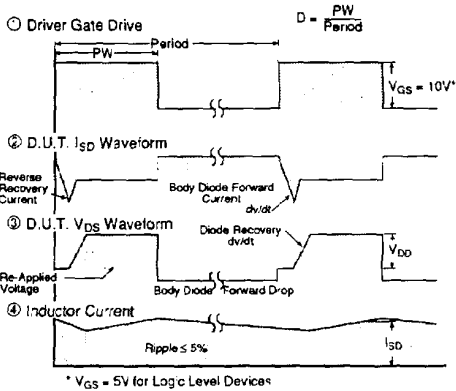 ① Driver Gate Drive
D = PW / Period
Period
PW
VGS = 10V*
② D.U.T. ISD Waveform
Reverse
Recovery
Current
Body Diode Forward
Current
dv/dt
③ D.U.T. VDS Waveform
Diode Recovery
dv/dt
VDD
Re-Applied
Voltage
Body Diode Forward Drop
④ Inductor Current
Ripple ≤ 5%
ISD
* VGS = 5V for Logic Level Devices